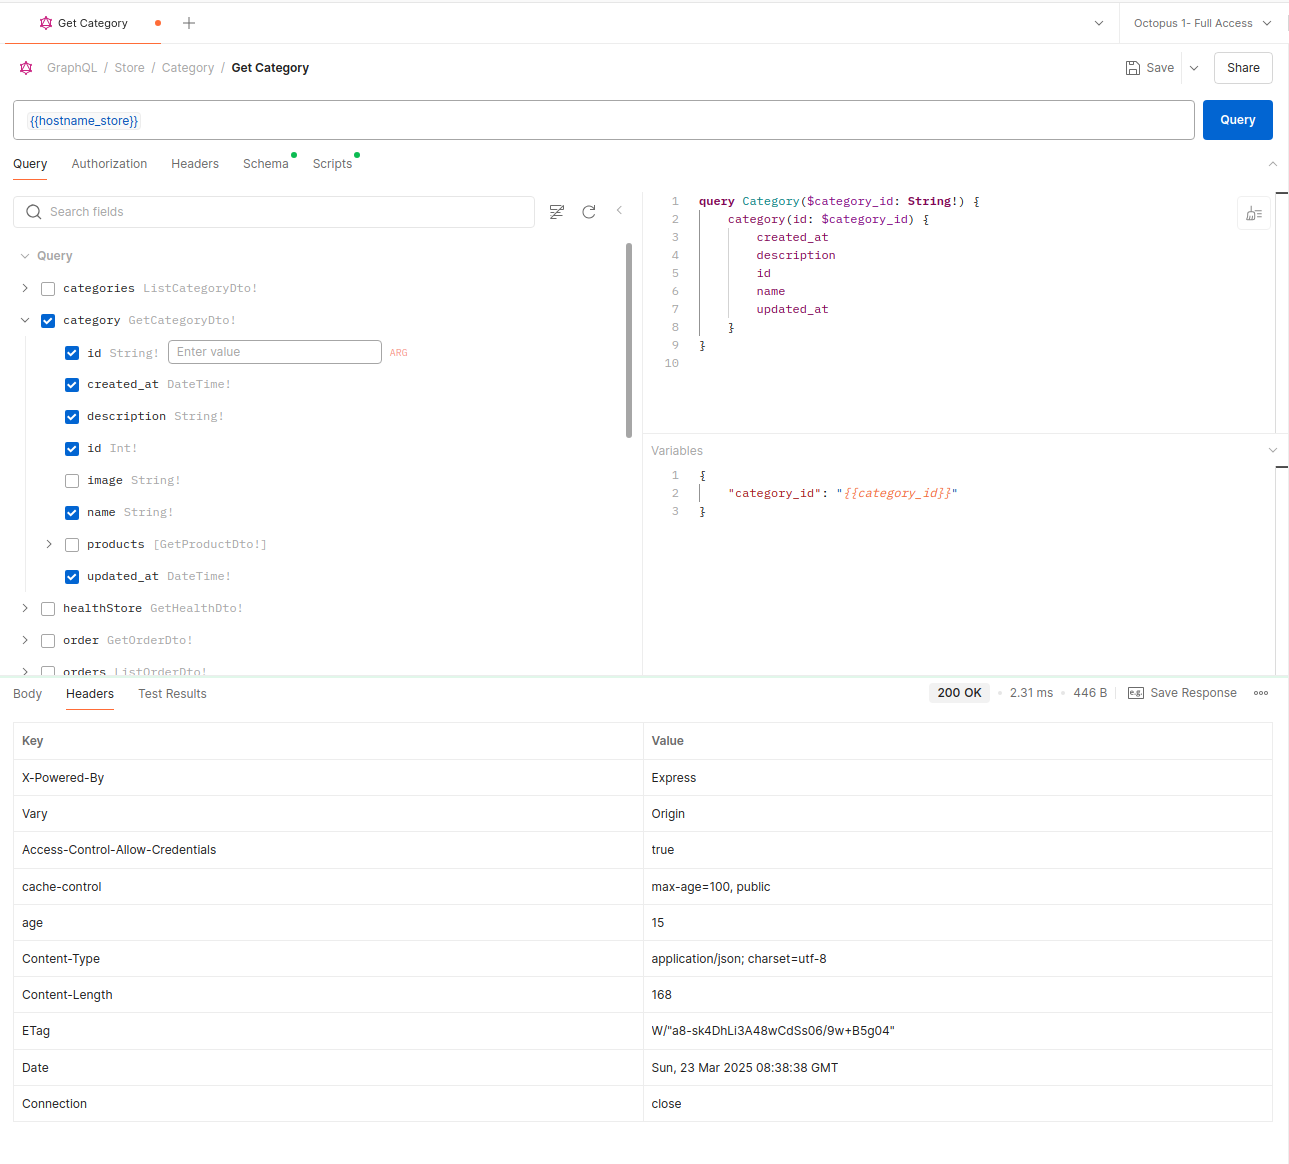 Get Category
Octopus 1- Full Access
GraphQL / Store / Category / Get Category
Save
Share
{{hostname_store}}
Query
Query Authorization Headers Schema Scripts
Search fields
Query
categories ListCategoryDto!
category GetCategoryDto!
id String! Enter value ARG
created_at DateTime!
description String!
id Int!
image String!
name String!
products [GetProductDto!]
updated_at DateTime!
healthStore GetHealthDto!
order GetOrderDto!
orders ListOrderDto!
1 query Category($category_id: String!) {
2 category(id: $category_id) {
3 created_at
4 description
5 id
6 name
7 updated_at
8 }
9 }
10
Variables
1 {
2 "category_id": "{{category_id}}"
3 }
Body Headers Test Results
200 OK 2.31 ms 446 B e.g. Save Response
Key Value
X-Powered-By Express
Vary Origin
Access-Control-Allow-Credentials true
cache-control max-age=100, public
age 15
Content-Type application/json; charset=utf-8
Content-Length 168
ETag W/"a8-sk4DhLi3A48wCdSs06/9w+B5g04"
Date Sun, 23 Mar 2025 08:38:38 GMT
Connection close